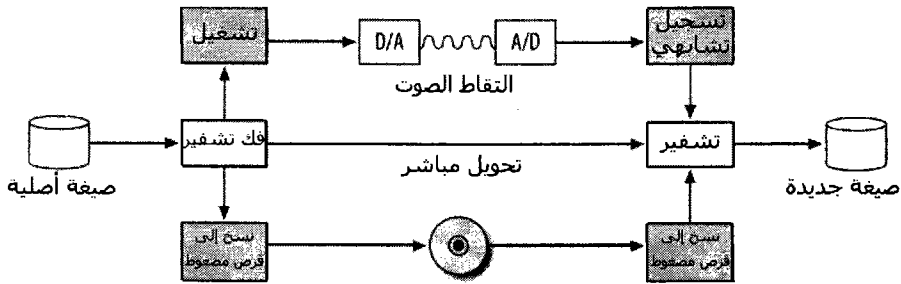 تشغيل
D/A
A/D
تسجيل
تشابهي
التقاط الصوت
فك تشفير
تشفير
تحويل مباشر
صيغة أصلية
صيغة جديدة
نسخ إلى
قرص مضغوط
نسخ إلى
قرص مضغوط